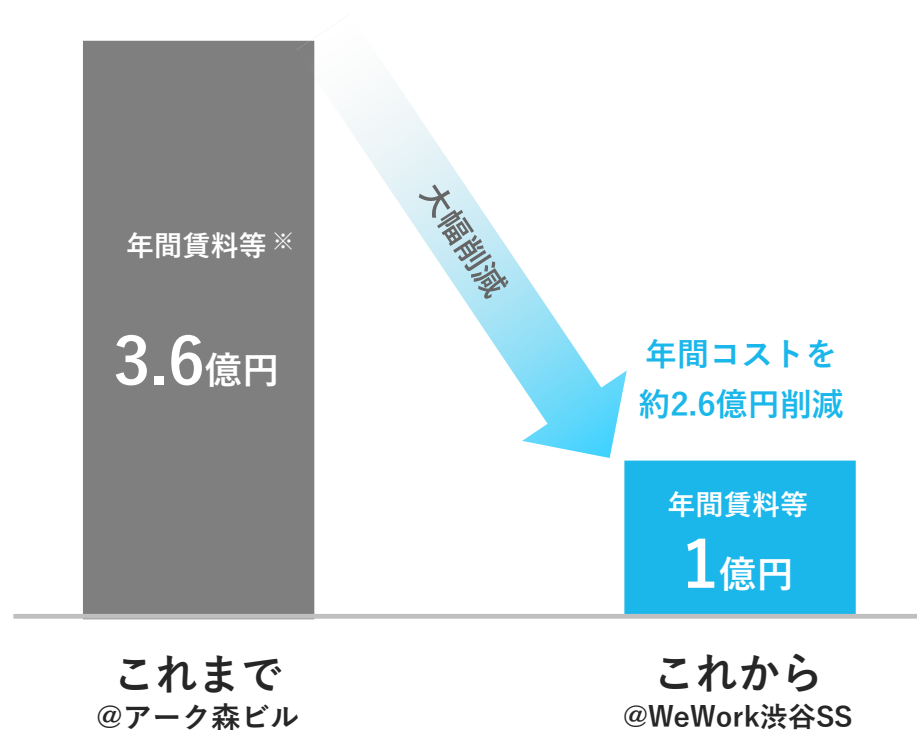 年間賃料等※
3.6億円
大幅削減
年間コストを
約2.6億円削減
年間賃料等
1億円
これまで
@アーク森ビル
これから
@WeWork渋谷SS